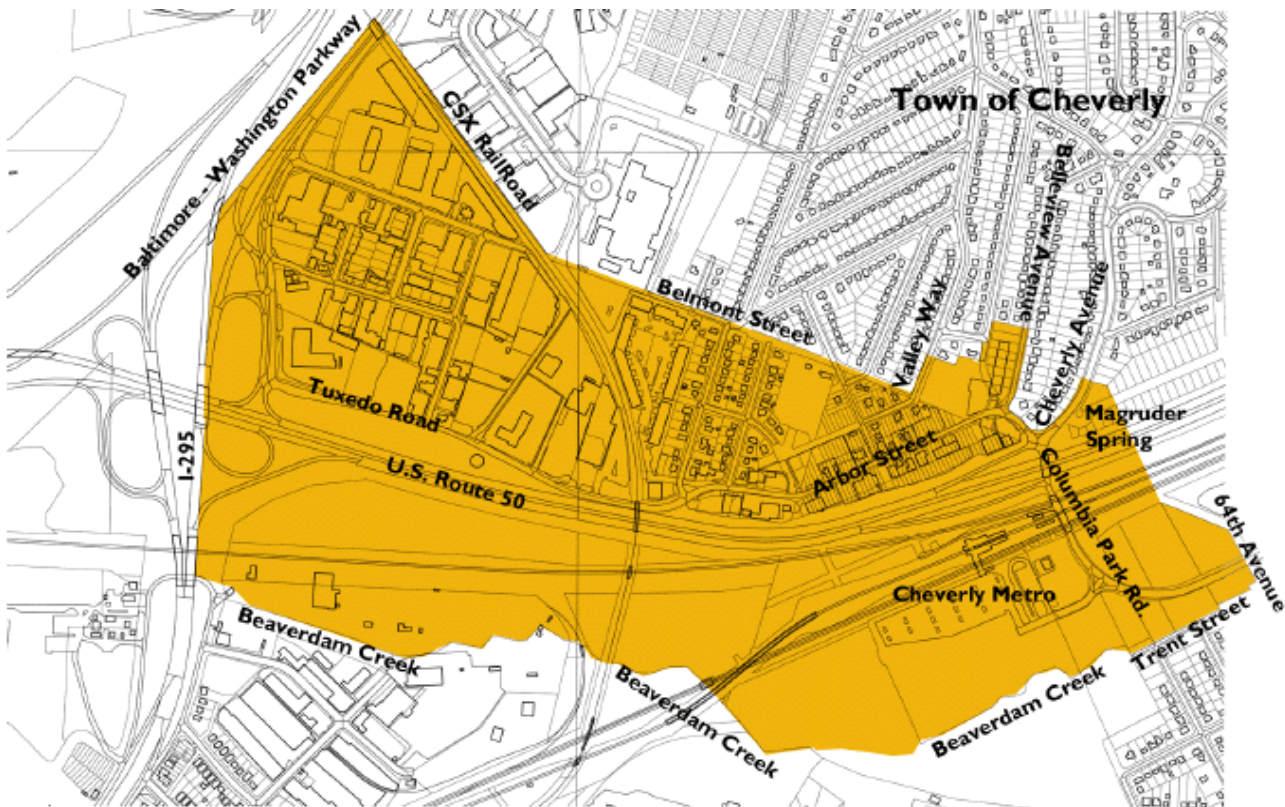 Baltimore - Washington Parkway
CSX RailRoad
Town of Cheverly
Belleview Avenue
Belmont Street
Valley Way
Cheverly Avenue
Magruder
Spring
Tuxedo Road
Arbor Street
I-295
U.S. Route 50
Columbia Park Rd.
64th Avenue
Cheverly Metro
Trent Street
Beaverdam Creek
Beaverdam Creek
Beaverdam Creek